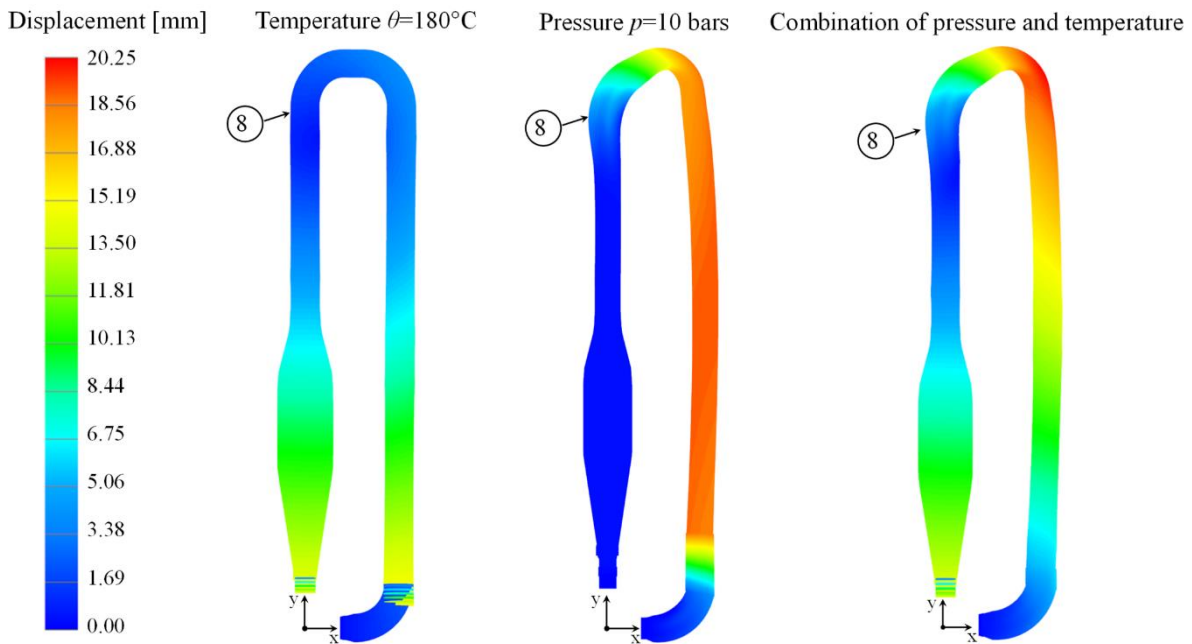 Displacement [mm]
Temperature θ=180°C
Pressure p=10 bars
Combination of pressure and temperature
20.25
18.56
16.88
15.19
13.50
11.81
10.13
8.44
6.75
5.06
3.38
1.69
0.00
8
8
8
y
x
y
x
y
x